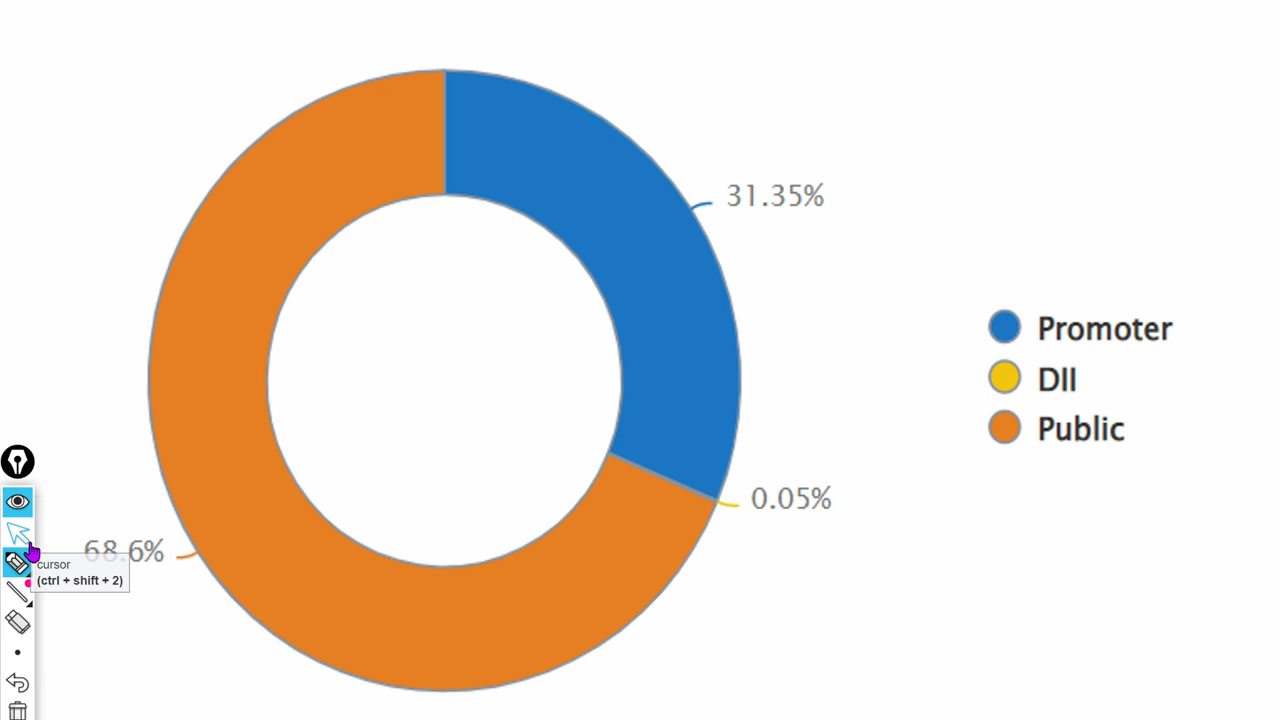 31.35%
Promoter
DII
Public
0.05%
68.6%
cursor
(ctrl + shift + 2)